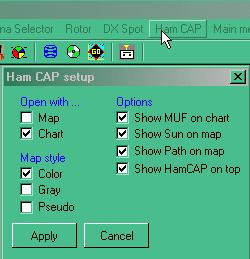 na Selector Rotor DX Spot Ham CAP Main me
GO
Ham CAP setup
Open with ... Options
Map Show MUF on chart
Chart Show Sun on map
Map style Show Path on map
Color Show HamCAP on top
Gray
Pseudo
Apply Cancel